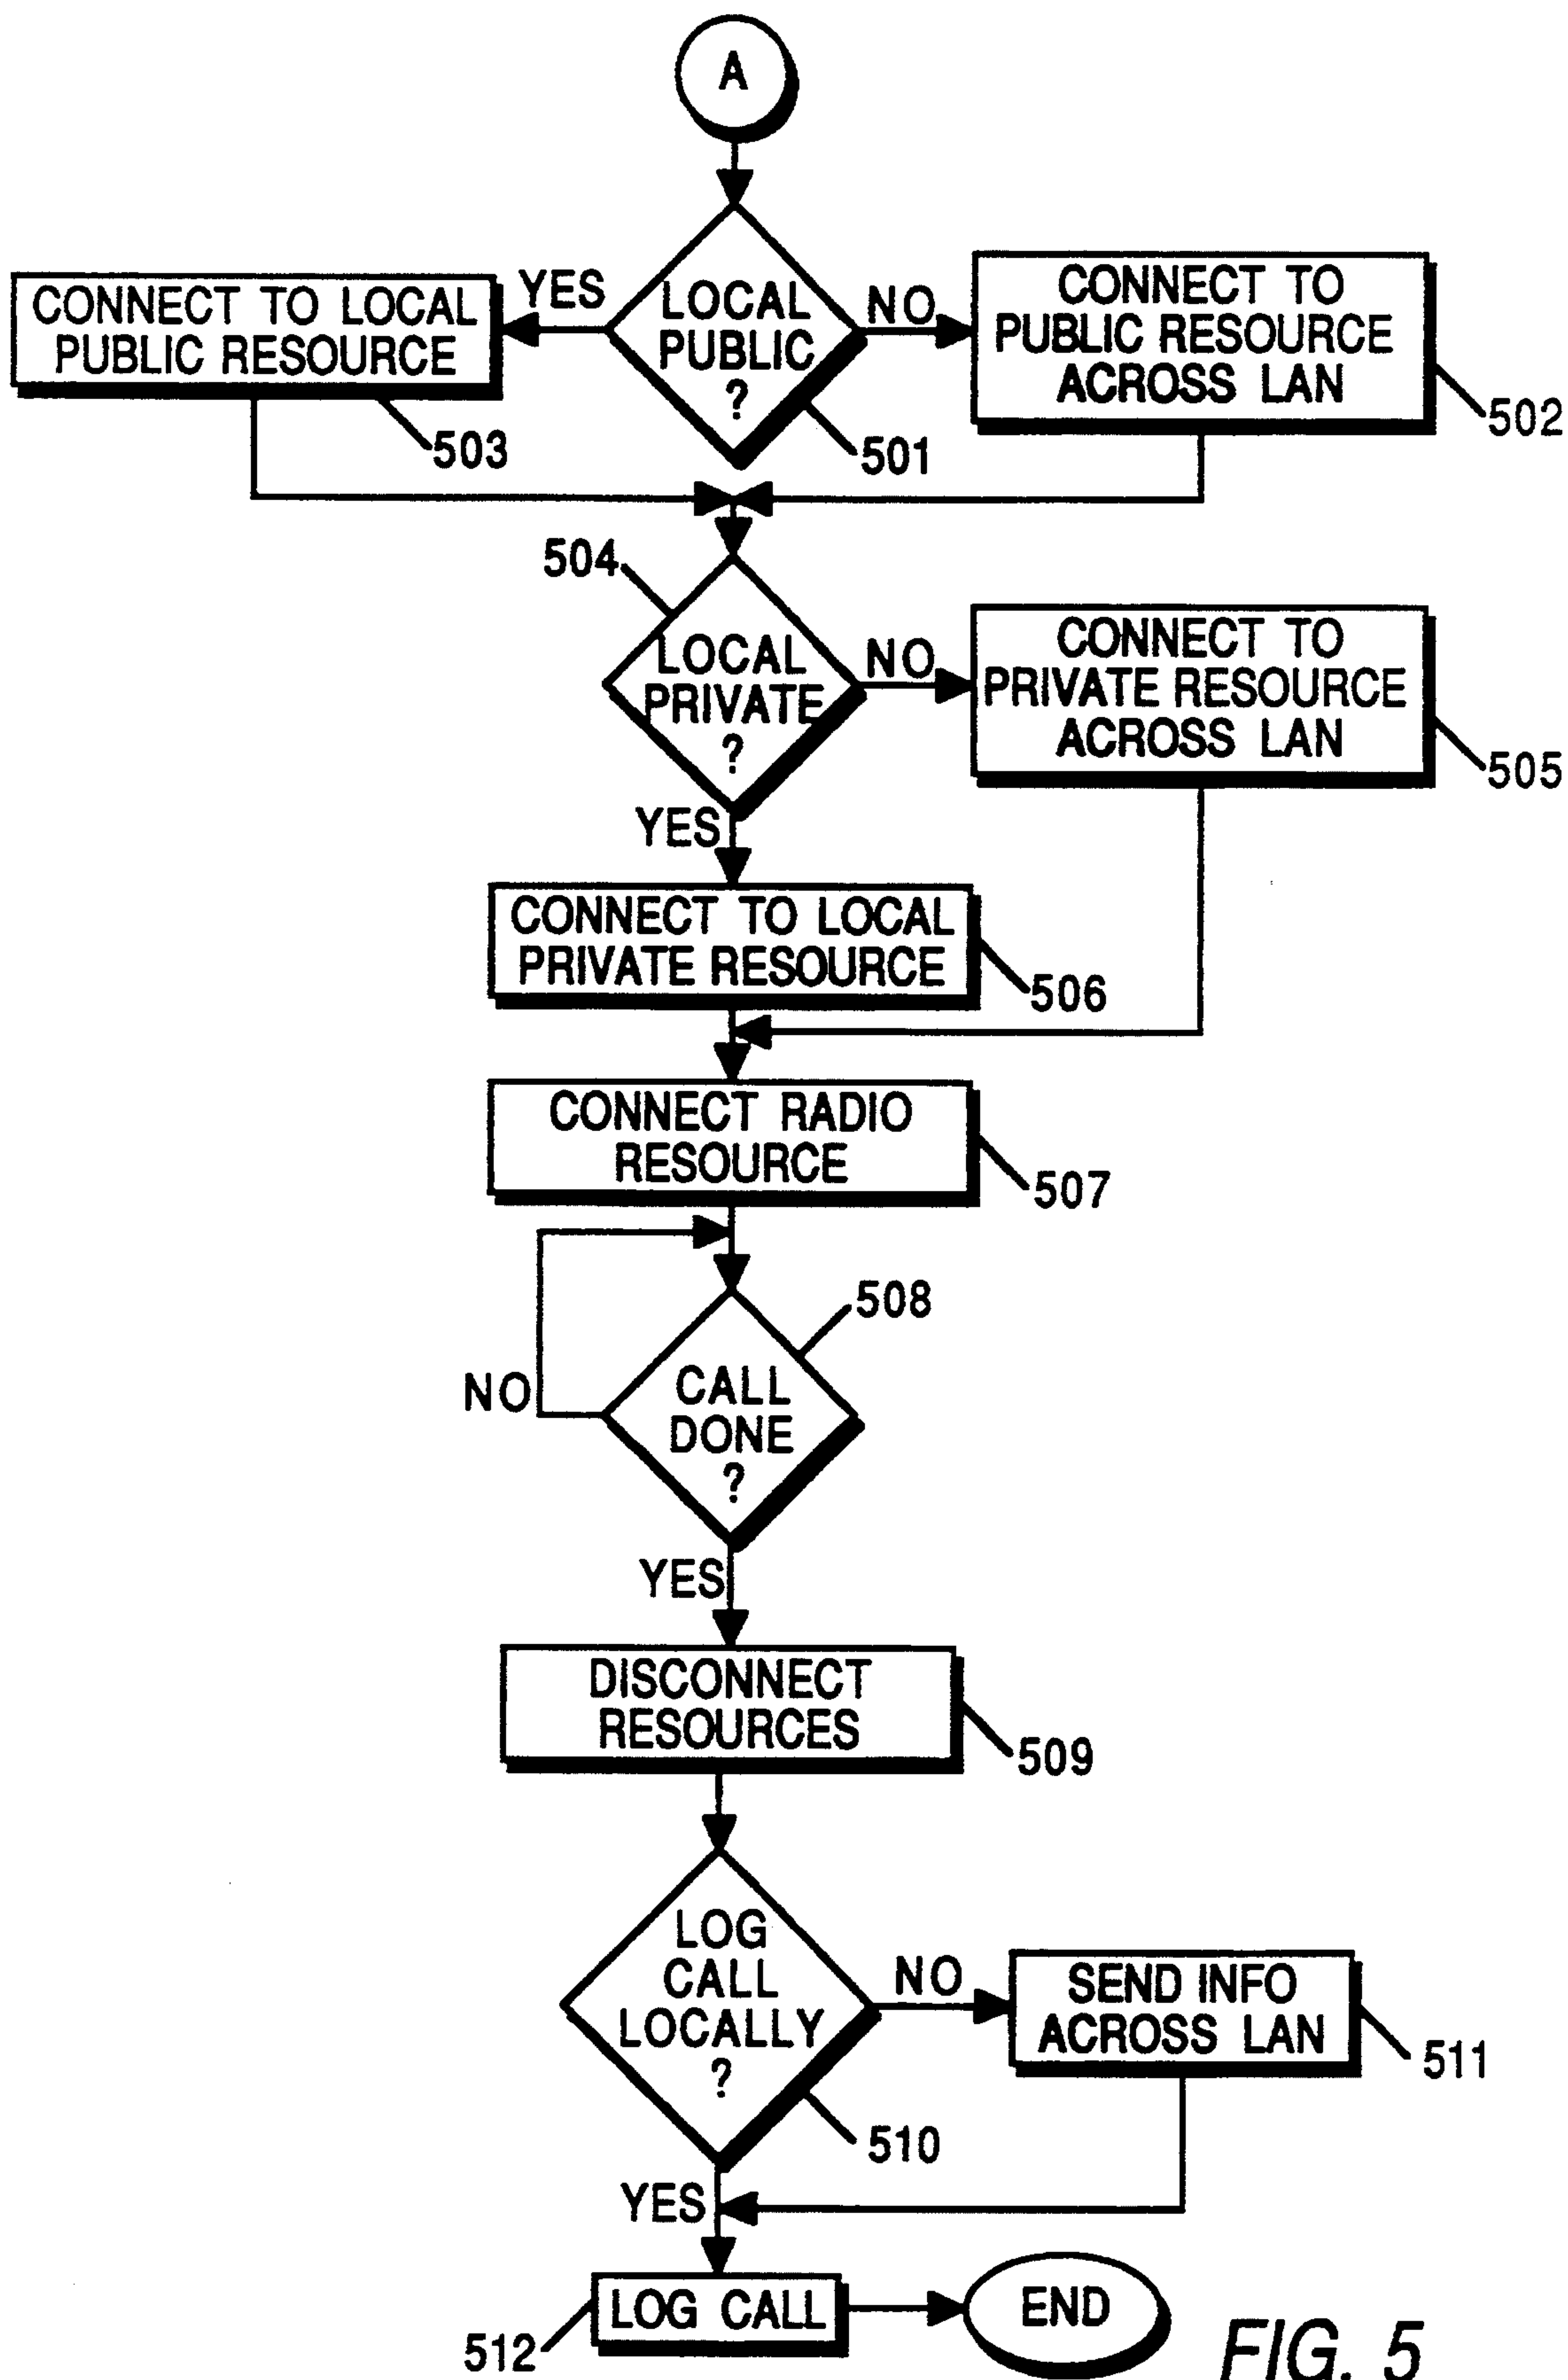 A
YES
LOCAL
PUBLIC
?
NO
CONNECT TO LOCAL
PUBLIC RESOURCE
CONNECT TO
PUBLIC RESOURCE
ACROSS LAN
503
501
502
504
LOCAL
PRIVATE
?
NO
CONNECT TO
PRIVATE RESOURCE
ACROSS LAN
505
YES
CONNECT TO LOCAL
PRIVATE RESOURCE
506
CONNECT RADIO
RESOURCE
507
508
NO
CALL
DONE
?
YES
DISCONNECT
RESOURCES
509
LOG
CALL
LOCALLY
?
NO
SEND INFO
ACROSS LAN
511
510
YES
LOG CALL
END
512
FIG. 5